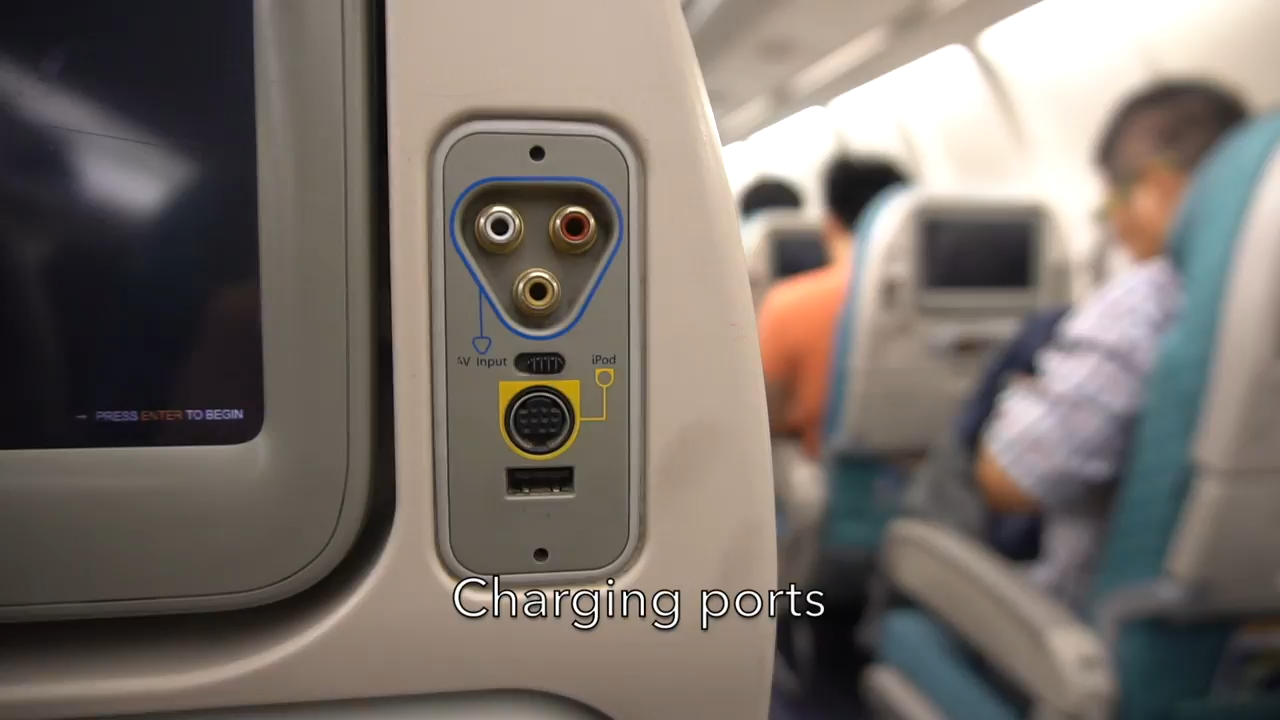 AV Input
iPod
→ PRESS ENTER TO BEGIN
Charging ports